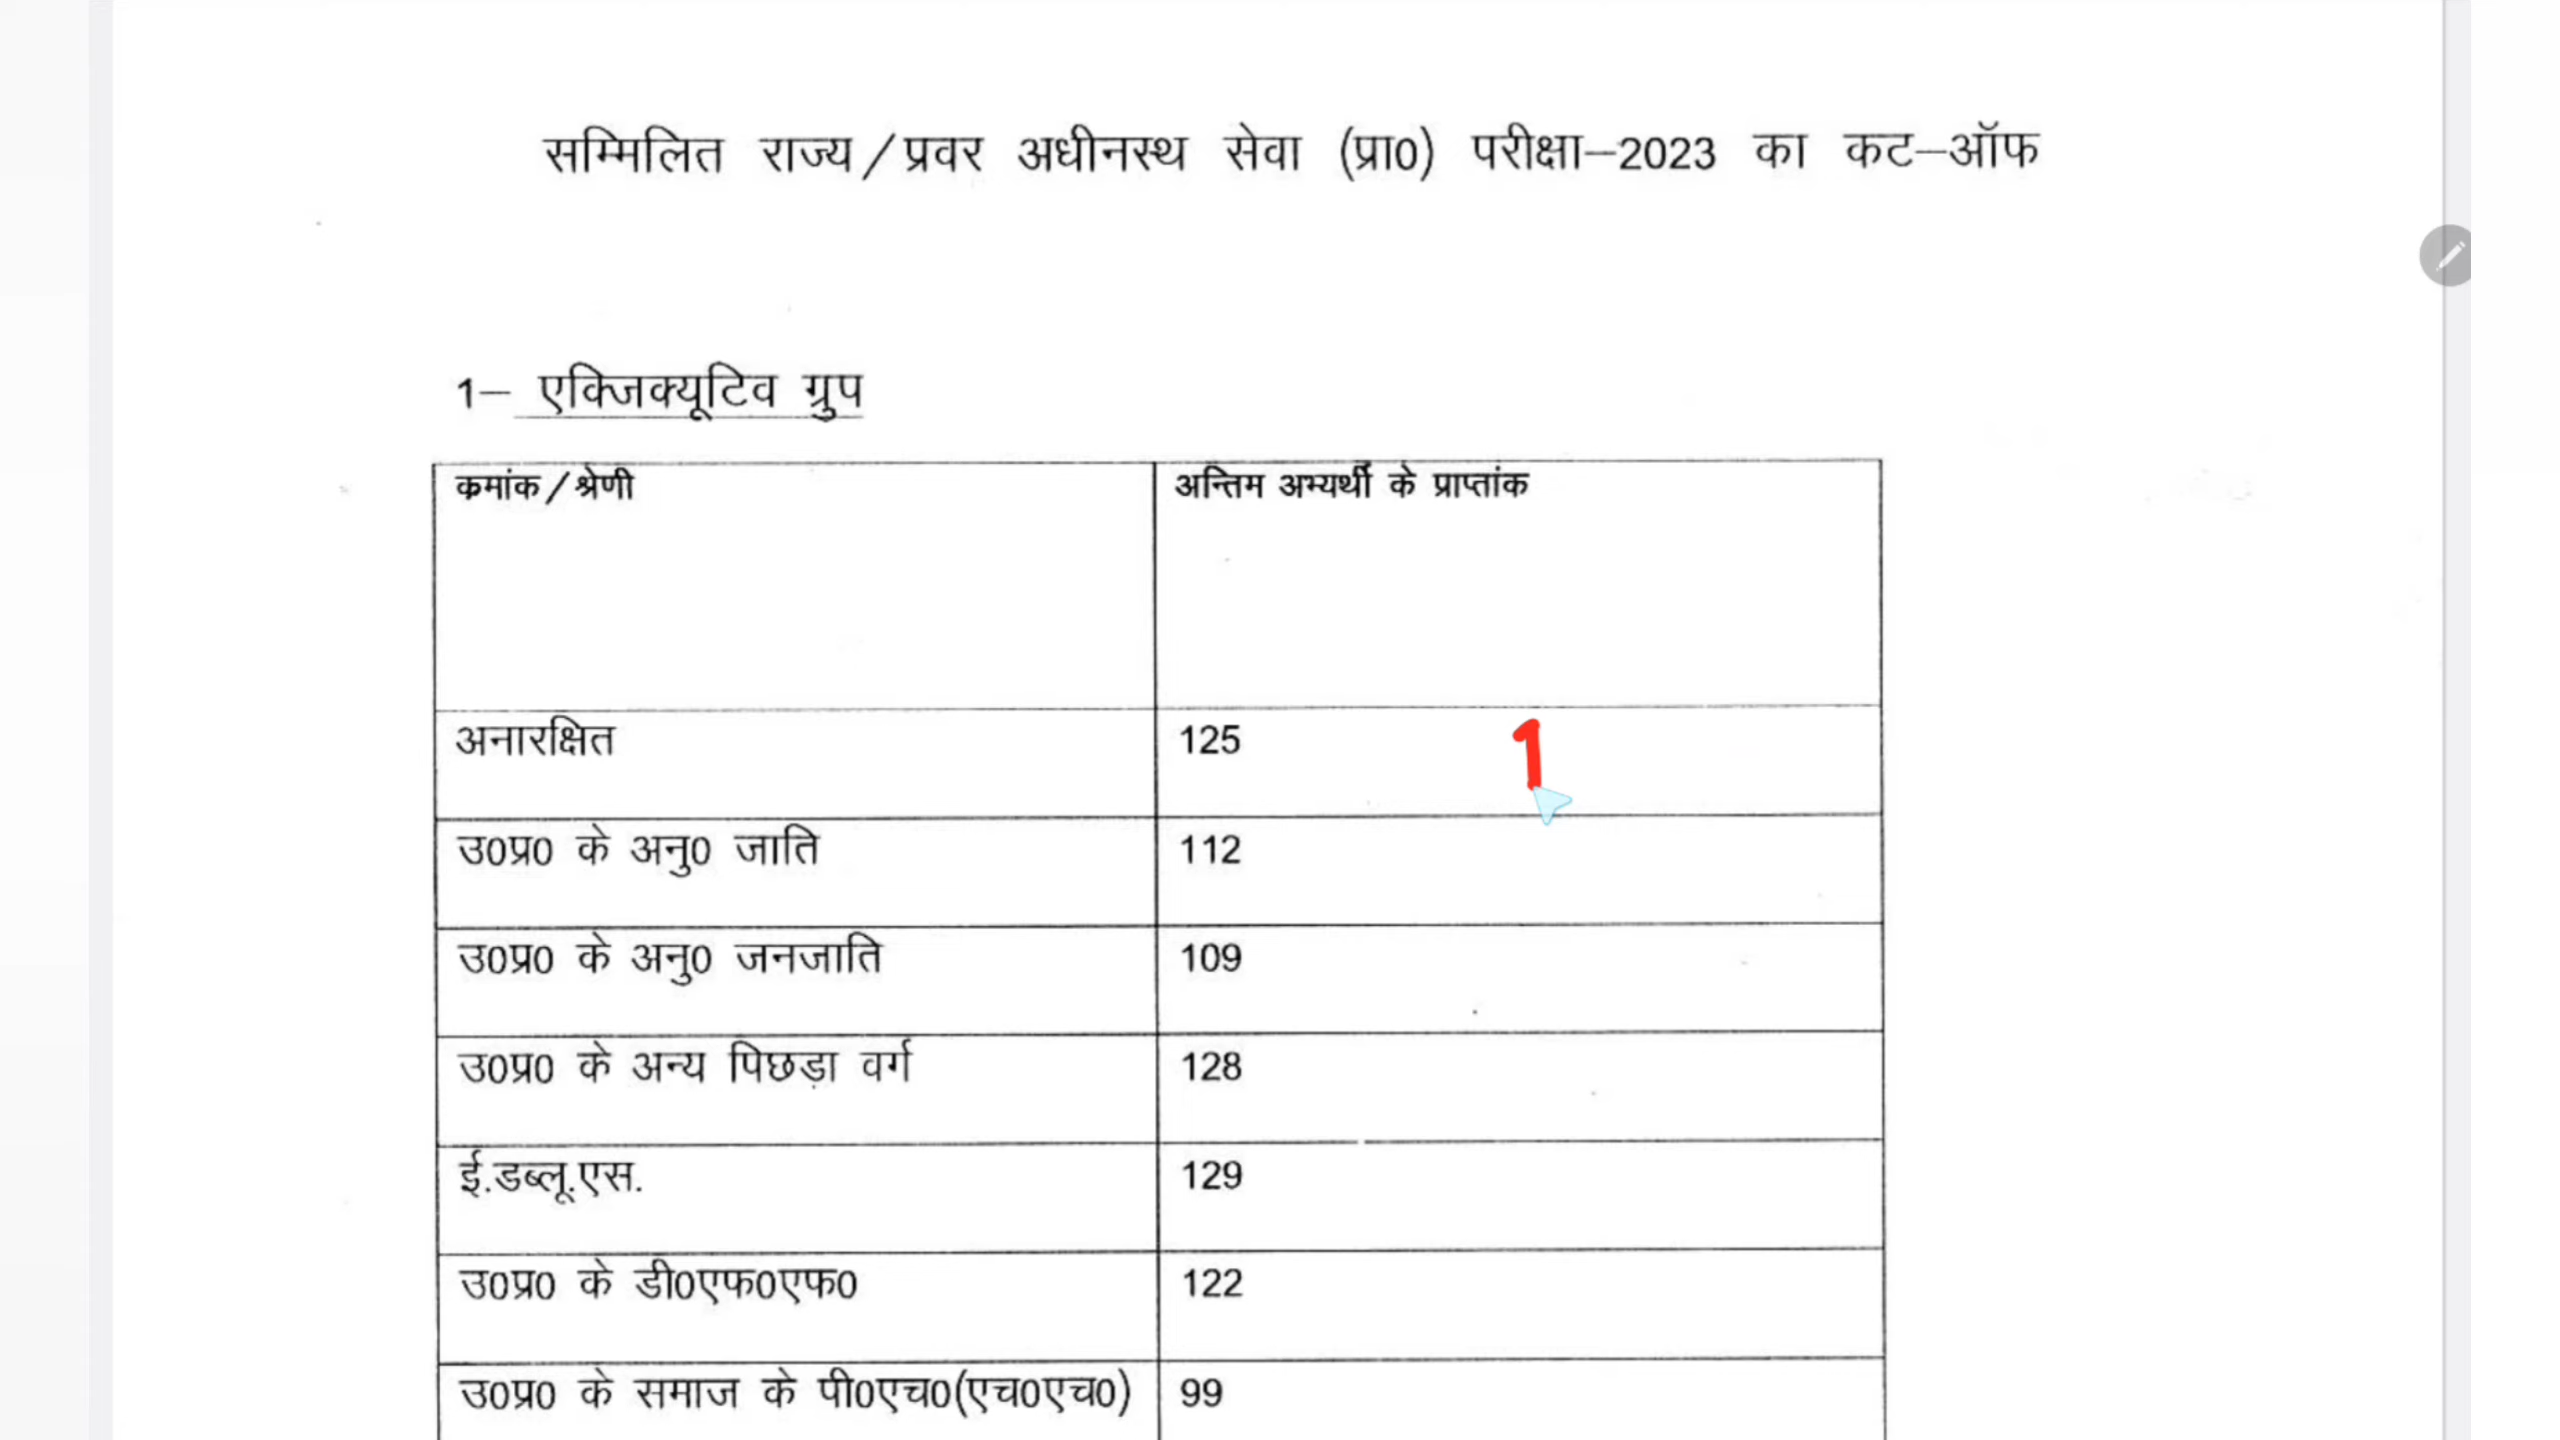 सम्मिलित राज्य/प्रवर अधीनस्थ सेवा (प्रा0) परीक्षा–2023 का कट–ऑफ
1– एक्जिक्यूटिव ग्रुप
कमांक/श्रेणी अन्तिम अभ्यर्थी के प्राप्तांक
अनारक्षित 125 1
उ0प्र0 के अनु0 जाति 112
उ0प्र0 के अनु0 जनजाति 109
उ0प्र0 के अन्य पिछड़ा वर्ग 128
ई.डब्लू.एस. 129
उ0प्र0 के डी0एफ0एफ0 122
उ0प्र0 के समाज के पी0एच0(एच0एच0) 99